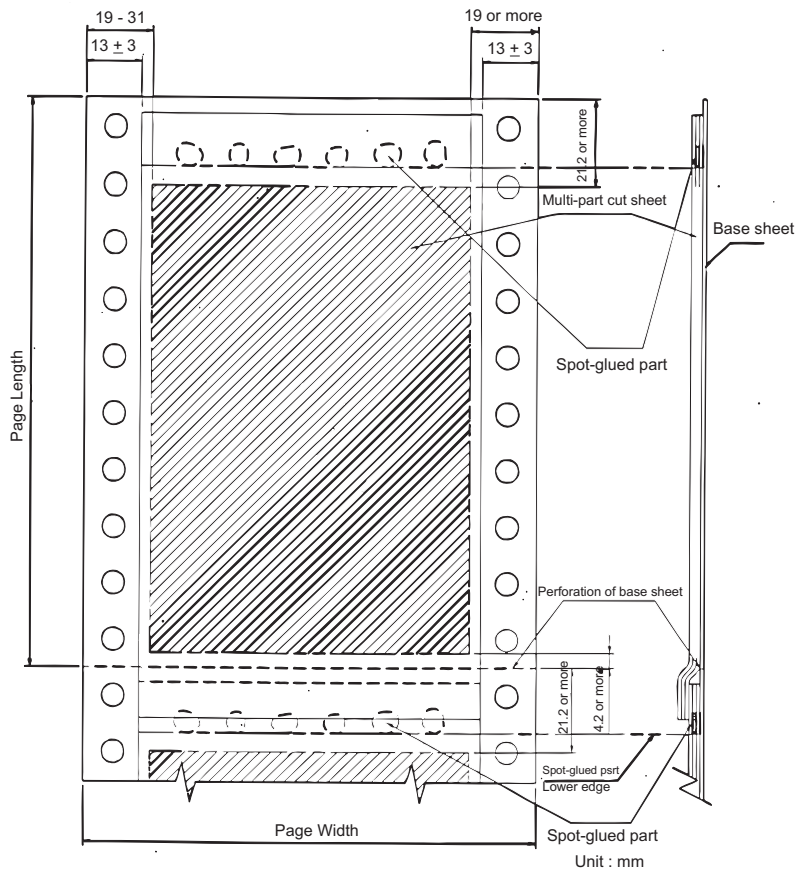 19 - 31
19 or more
13 ± 3
13 ± 3
21.2 or more
Multi-part cut sheet
Base sheet
Spot-glued part
Page Length
Perforation of base sheet
21.2 or more
4.2 or more
Spot-glued psrt
Lower edge
Page Width
Spot-glued part
Unit : mm